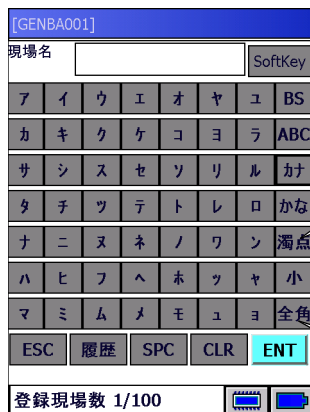 [GENBA001]
現場名
SoftKey
ア イ ウ エ オ ヤ ユ BS
カ キ ク ケ コ ヨ ラ ABC
サ シ ス セ ソ リ ル カナ
タ チ ツ テ ト レ ロ かな
ナ ニ ヌ ネ ノ ワ ン 濁点
ハ ヒ フ ヘ ホ ッ ャ 小
マ ミ ム メ モ ュ ョ 全角
ESC 履歴 SPC CLR ENT
登録現場数 1/100